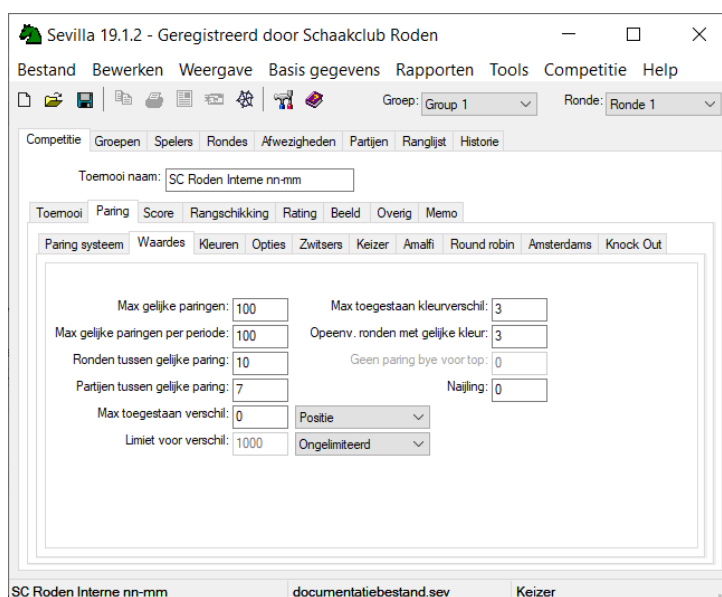 Sevilla 19.1.2 - Geregistreerd door Schaakclub Roden
Bestand Bewerken Weergave Basis gegevens Rapporten Tools Competitie Help
Groep: Group 1 Ronde: Ronde 1
Competitie Groepen Spelers Rondes Afwezigheden Partijen Ranglijst Historie
Toernooi naam: SC Roden Interne nn-mm
Toernooi Paring Score Rangschikking Rating Beeld Overig Memo
Paring systeem Waardes Kleuren Opties Zwitsers Keizer Amalfi Round robin Amsterdams Knock Out
Max gelijke paringen: 100 Max toegestaan kleurverschil: 3
Max gelijke paringen per periode: 100 Opeenv. ronden met gelijke kleur: 3
Ronden tussen gelijke paring: 10 Geen paring bye voor top: 0
Partijen tussen gelijke paring: 7 Naijling: 0
Max toegestaan verschil: 0 Positie
Limiet voor verschil: 1000 Ongelimiteerd
SC Roden Interne nn-mm documentatiebestand.sev Keizer